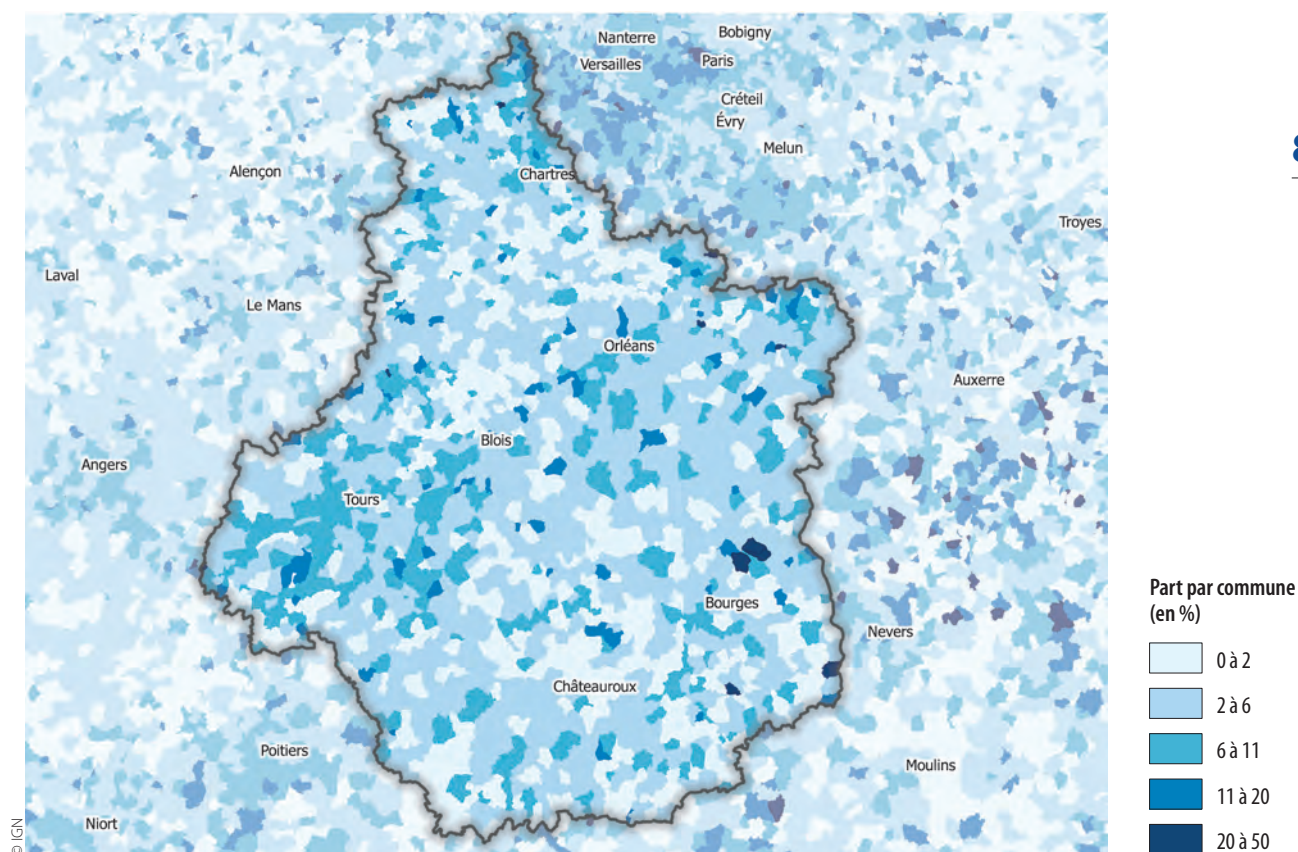 Nanterre
Bobigny
Versailles
Paris
Créteil
Évry
Melun
Alençon
Chartres
Troyes
Laval
Le Mans
Orléans
Auxerre
Blois
Angers
Tours
Bourges
Nevers
Châteauroux
Poitiers
Moulins
Niort
© IGN
Part par commune
(en %)
0 à 2
2 à 6
6 à 11
11 à 20
20 à 50